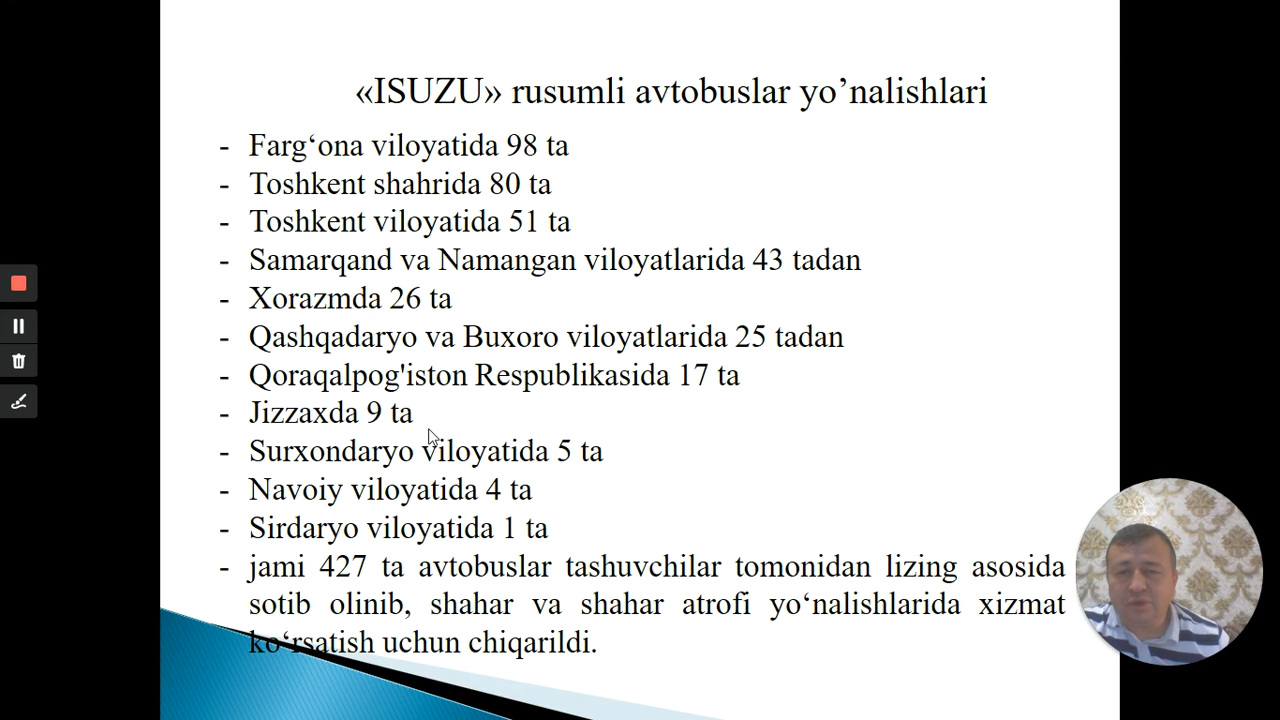 «ISUZU» rusumli avtobuslar yo’nalishlari
- Farg‘ona viloyatida 98 ta
- Toshkent shahrida 80 ta
- Toshkent viloyatida 51 ta
- Samarqand va Namangan viloyatlarida 43 tadan
- Xorazmda 26 ta
- Qashqadaryo va Buxoro viloyatlarida 25 tadan
- Qoraqalpog'iston Respublikasida 17 ta
- Jizzaxda 9 ta
- Surxondaryo viloyatida 5 ta
- Navoiy viloyatida 4 ta
- Sirdaryo viloyatida 1 ta
- jami 427 ta avtobuslar tashuvchilar tomonidan lizing asosida
sotib olinib, shahar va shahar atrofi yo‘nalishlarida xizmat
ko‘rsatish uchun chiqarildi.